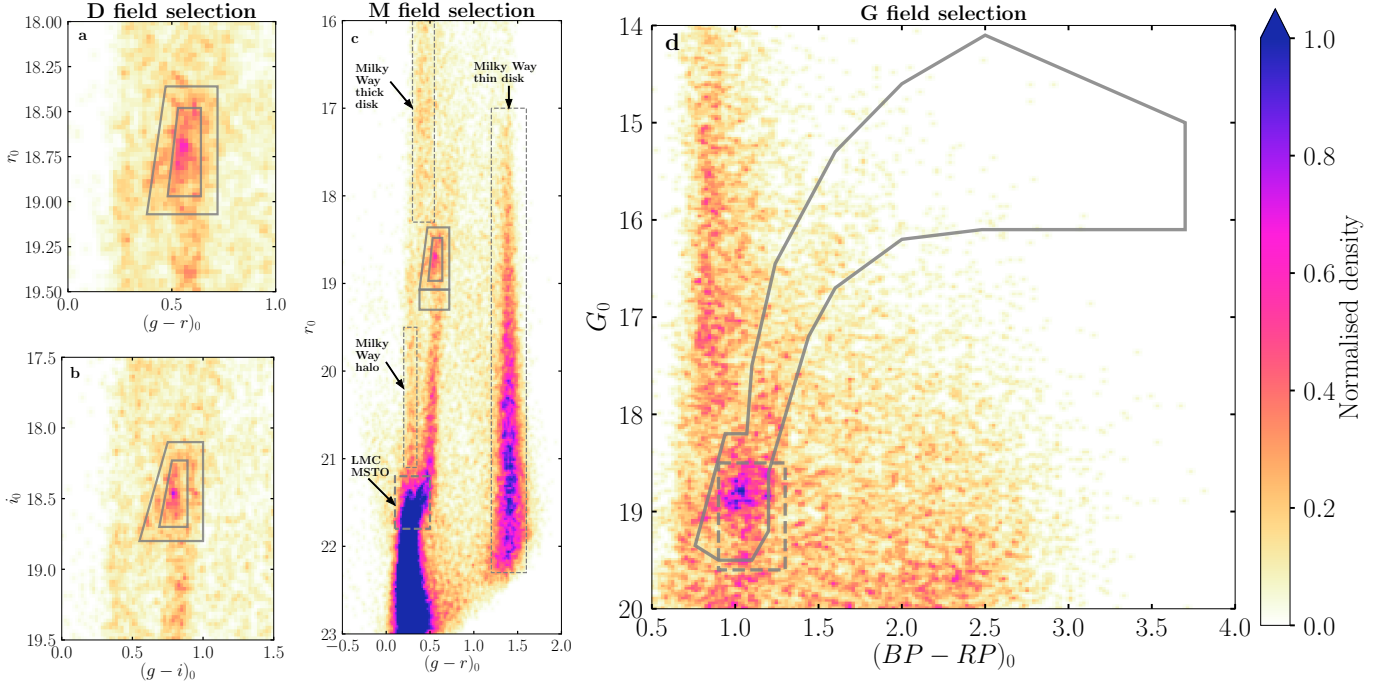 D field selection
a
18.00
18.25
18.50
18.75
19.00
19.25
19.50
r₀
0.0
0.5
1.0
(g − r)₀
b
17.5
18.0
18.5
19.0
19.5
i₀
0.0
0.5
1.0
1.5
(g − i)₀
M field selection
c
16
17
18
19
20
21
22
23
r₀
Milky
Way
thick
disk
Milky Way
thin disk
Milky
Way
halo
LMC
MSTO
−0.5
0.0
0.5
1.0
1.5
2.0
(g − r)₀
G field selection
d
14
15
16
17
18
19
20
G₀
0.5
1.0
1.5
2.0
2.5
3.0
3.5
4.0
(BP − RP)₀
1.0
0.8
0.6
0.4
0.2
0.0
Normalised density